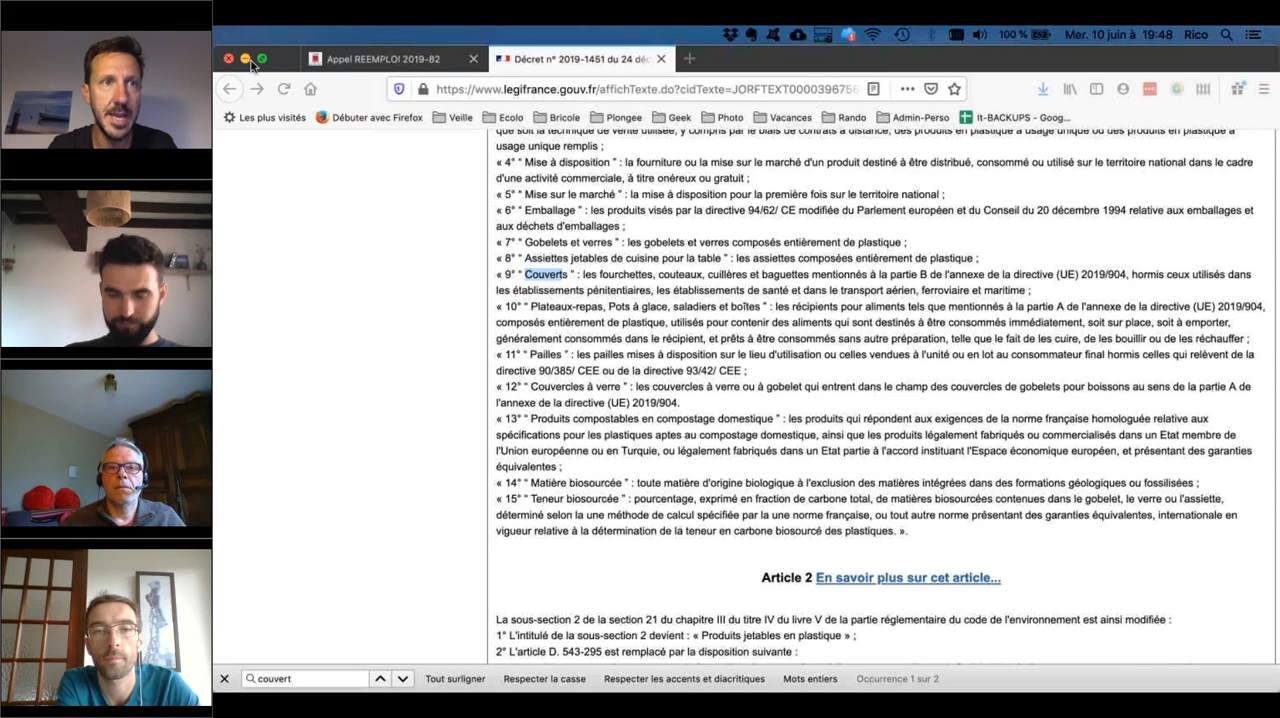 100 % Mer. 10 juin à 19:48 Rico
Appel REEMPLOI 2019-82
Décret n° 2019-1451 du 24 déc
https://www.legifrance.gouv.fr/affichTexte.do?cidTexte=JORFTEXT0000396756
Les plus visités Débuter avec Firefox Veille Ecolo Bricole Plongee Geek Photo Vacances Rando Admin-Perso It-BACKUPS - Goog...
que soit la technique de vente utilisée, y compris par le biais de contrats à distance, des produits en plastique à usage unique ou des produits en plastique à
usage unique remplis ;
« 4° “ Mise à disposition ” : la fourniture ou la mise sur le marché d'un produit destiné à être distribué, consommé ou utilisé sur le territoire national dans le cadre
d'une activité commerciale, à titre onéreux ou gratuit ;
« 5° “ Mise sur le marché ” : la mise à disposition pour la première fois sur le territoire national ;
« 6° “ Emballage ” : les produits visés par la directive 94/62/ CE modifiée du Parlement européen et du Conseil du 20 décembre 1994 relative aux emballages et
aux déchets d'emballages ;
« 7° “ Gobelets et verres ” : les gobelets et verres composés entièrement de plastique ;
« 8° “ Assiettes jetables de cuisine pour la table ” : les assiettes composées entièrement de plastique ;
« 9° “ Couverts ” : les fourchettes, couteaux, cuillères et baguettes mentionnés à la partie B de l'annexe de la directive (UE) 2019/904, hormis ceux utilisés dans
les établissements pénitentiaires, les établissements de santé et dans le transport aérien, ferroviaire et maritime ;
« 10° “ Plateaux-repas, Pots à glace, saladiers et boîtes ” : les récipients pour aliments tels que mentionnés à la partie A de l'annexe de la directive (UE) 2019/904,
composés entièrement de plastique, utilisés pour contenir des aliments qui sont destinés à être consommés immédiatement, soit sur place, soit à emporter,
généralement consommés dans le récipient, et prêts à être consommés sans autre préparation, telle que le fait de les cuire, de les bouillir ou de les réchauffer ;
« 11° “ Pailles ” : les pailles mises à disposition sur le lieu d'utilisation ou celles vendues à l'unité ou en lot au consommateur final hormis celles qui relèvent de la
directive 90/385/ CEE ou de la directive 93/42/ CEE ;
« 12° “ Couvercles à verre ” : les couvercles à verre ou à gobelet qui entrent dans le champ des couvercles de gobelets pour boissons au sens de la partie A de
l'annexe de la directive (UE) 2019/904.
« 13° “ Produits compostables en compostage domestique ” : les produits qui répondent aux exigences de la norme française homologuée relative aux
spécifications pour les plastiques aptes au compostage domestique, ainsi que les produits légalement fabriqués ou commercialisés dans un Etat membre de
l'Union européenne ou en Turquie, ou légalement fabriqués dans un Etat partie à l'accord instituant l'Espace économique européen, et présentant des garanties
équivalentes ;
« 14° “ Matière biosourcée ” : toute matière d'origine biologique à l'exclusion des matières intégrées dans des formations géologiques ou fossilisées ;
« 15° “ Teneur biosourcée ” : pourcentage, exprimé en fraction de carbone total, de matières biosourcées contenues dans le gobelet, le verre ou l'assiette,
déterminé selon la une méthode de calcul spécifiée par la une norme française, ou tout autre norme présentant des garanties équivalentes, internationale en
vigueur relative à la détermination de la teneur en carbone biosourcé des plastiques. ».
Article 2 En savoir plus sur cet article...
La sous-section 2 de la section 21 du chapitre III du titre IV du livre V de la partie réglementaire du code de l'environnement est ainsi modifiée :
1° L'intitulé de la sous-section 2 devient : « Produits jetables en plastique » ;
2° L'article D. 543-295 est remplacé par la disposition suivante :
couvert Tout surligner Respecter la casse Respecter les accents et diacritiques Mots entiers Occurrence 1 sur 2